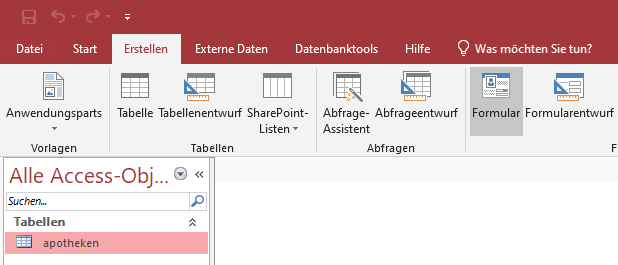 Datei Start Erstellen Externe Daten Datenbanktools Hilfe Was möchten Sie tun?
Anwendungsparts Tabelle Tabellenentwurf SharePoint- Abfrage- Abfrageentwurf Formular Formularentwurf
Listen Assistent
Vorlagen Tabellen Abfragen F
Alle Access-Obj... «
Suchen...
Tabellen
apotheken